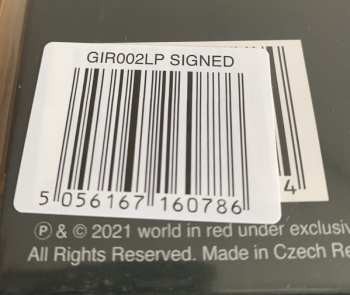 GIR002LP SIGNED
5 056167 160786
4
℗ & © 2021 world in red under exclusiv
All Rights Reserved. Made in Czech Re